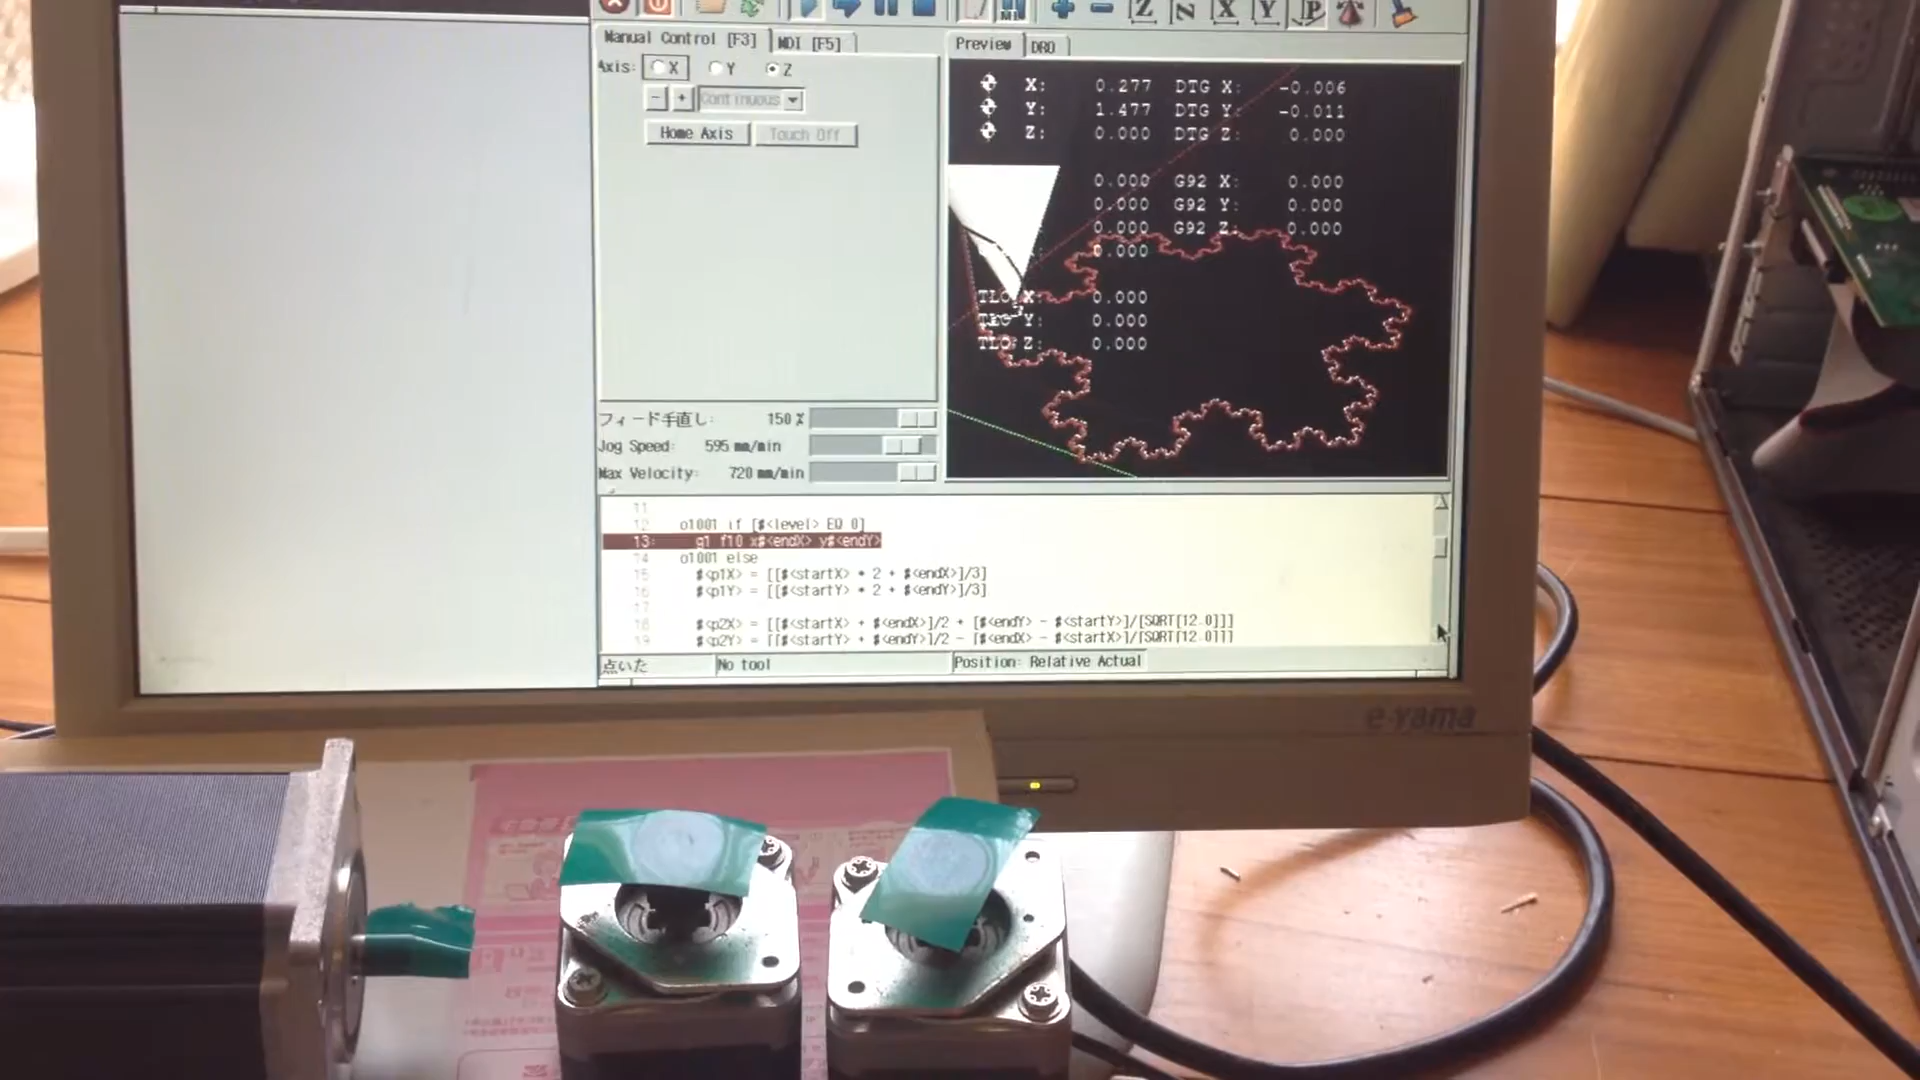 Manual Control [F3] MDI [F5]
Axis: X Y Z
- + Continuous
Home Axis Touch Off
フィード手直し: 150 %
Jog Speed: 595 mm/min
Max Velocity: 720 mm/min
Preview DRO
X: 0.277 DTG X: -0.006
Y: 1.477 DTG Y: -0.011
Z: 0.000 DTG Z: 0.000
0.000 G92 X: 0.000
0.000 G92 Y: 0.000
0.000 G92 Z: 0.000
0.000
TLO X: 0.000
TLO Y: 0.000
TLO Z: 0.000
11
12 o1001 if [#<level> EQ 0]
13: g1 f10 x#<endX> y#<endY>
14 o1001 else
15 #<p1X> = [[#<startX> * 2 + #<endX>]/3]
16 #<p1Y> = [[#<startY> * 2 + #<endY>]/3]
17
18 #<p2X> = [[#<startX> + #<endX>]/2 + [#<endY> - #<startY>]/[SQRT[12.0]]]
19 #<p2Y> = [[#<startY> + #<endY>]/2 - [#<endX> - #<startX>]/[SQRT[12.0]]]
点いた No tool Position: Relative Actual
e-yama